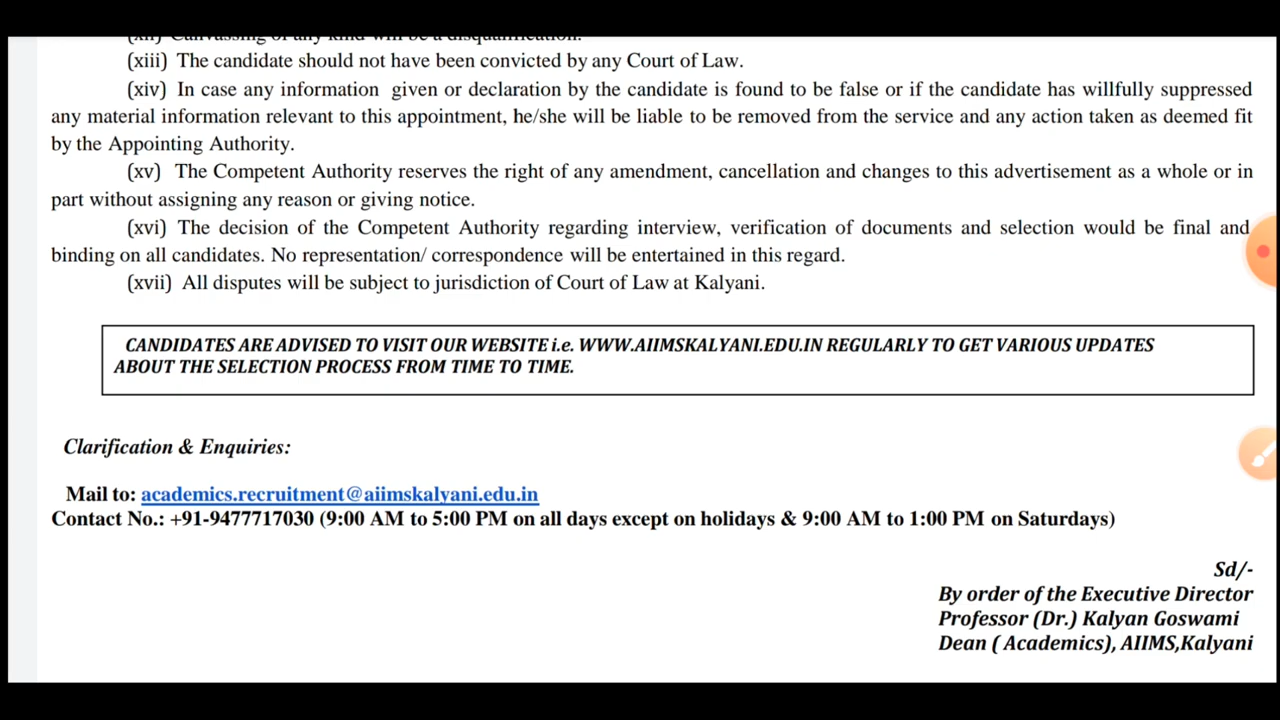 (xii) Canvassing of any kind will be a disqualification.
(xiii) The candidate should not have been convicted by any Court of Law.
(xiv) In case any information given or declaration by the candidate is found to be false or if the candidate has willfully suppressed
any material information relevant to this appointment, he/she will be liable to be removed from the service and any action taken as deemed fit
by the Appointing Authority.
(xv) The Competent Authority reserves the right of any amendment, cancellation and changes to this advertisement as a whole or in
part without assigning any reason or giving notice.
(xvi) The decision of the Competent Authority regarding interview, verification of documents and selection would be final and
binding on all candidates. No representation/ correspondence will be entertained in this regard.
(xvii) All disputes will be subject to jurisdiction of Court of Law at Kalyani.
CANDIDATES ARE ADVISED TO VISIT OUR WEBSITE i.e. WWW.AIIMSKALYANI.EDU.IN REGULARLY TO GET VARIOUS UPDATES
ABOUT THE SELECTION PROCESS FROM TIME TO TIME.
Clarification & Enquiries:
Mail to: academics.recruitment@aiimskalyani.edu.in
Contact No.: +91-9477717030 (9:00 AM to 5:00 PM on all days except on holidays & 9:00 AM to 1:00 PM on Saturdays)
Sd/-
By order of the Executive Director
Professor (Dr.) Kalyan Goswami
Dean ( Academics), AIIMS,Kalyani